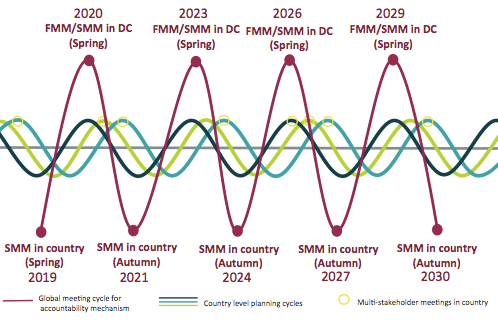 2020
FMM/SMM in DC
(Spring)
2023
FMM/SMM in DC
(Spring)
2026
FMM/SMM in DC
(Spring)
2029
FMM/SMM in DC
(Spring)
SMM in country
(Spring)
2019
SMM in country
(Autumn)
2021
SMM in country
(Autumn)
2024
SMM in country
(Autumn)
2027
SMM in country
(Autumn)
2030
Global meeting cycle for
accountability mechanism
Country level planning cycles
Multi-stakeholder meetings in country